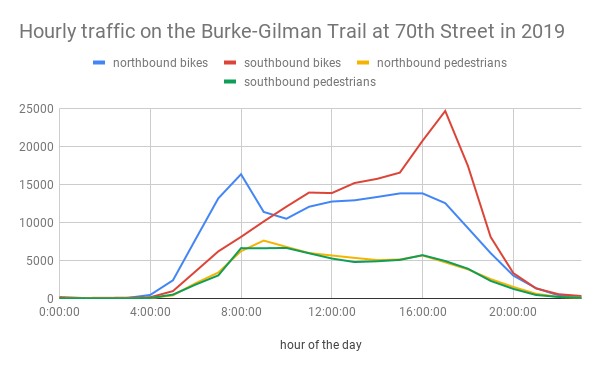 Hourly traffic on the Burke-Gilman Trail at 70th Street in 2019
northbound bikes southbound bikes northbound pedestrians
southbound pedestrians
25000
20000
15000
10000
5000
0
0:00:00 4:00:00 8:00:00 12:00:00 16:00:00 20:00:00
hour of the day